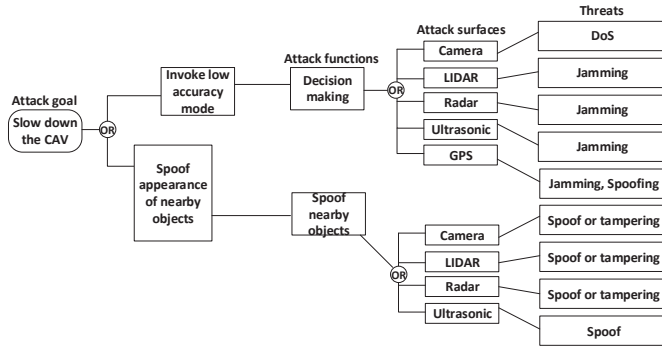 Attack surfaces
Threats
Camera
DoS
Attack functions
Invoke low
accuracy
mode
Decision
making
OR
LIDAR
Jamming
Radar
Jamming
Ultrasonic
Jamming
GPS
Jamming, Spoofing
Attack goal
Slow down
the CAV
OR
Spoof
appearance
of nearby
objects
Spoof
nearby
objects
OR
Camera
Spoof or tampering
LIDAR
Spoof or tampering
Radar
Spoof or tampering
Ultrasonic
Spoof